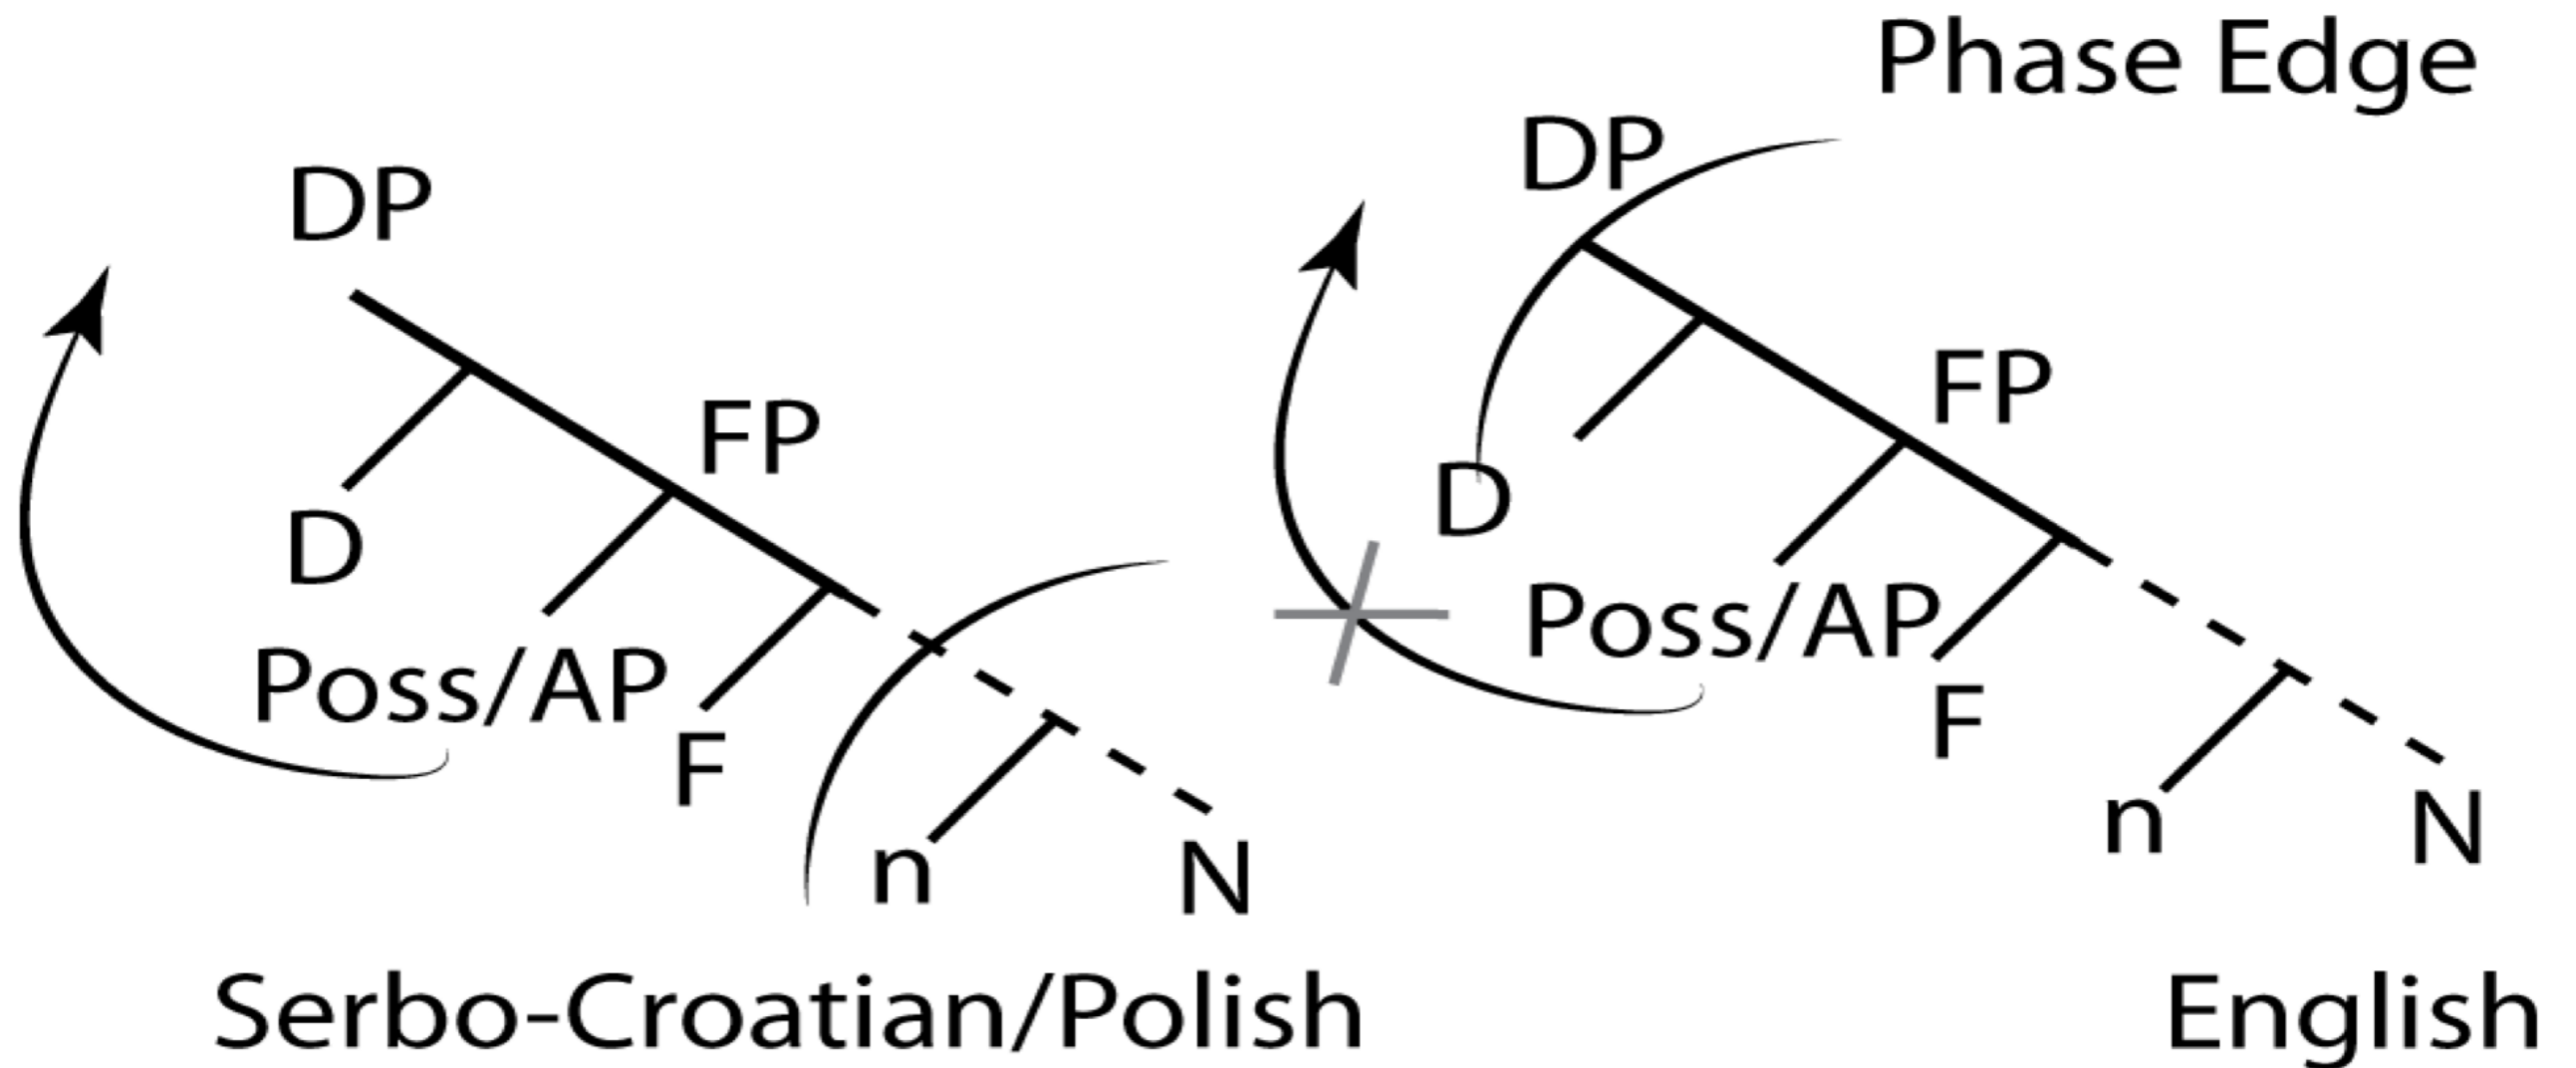 Phase Edge
DP
D
FP
Poss/AP
F
n
N
Serbo-Croatian/Polish
DP
D
FP
Poss/AP
F
n
N
English